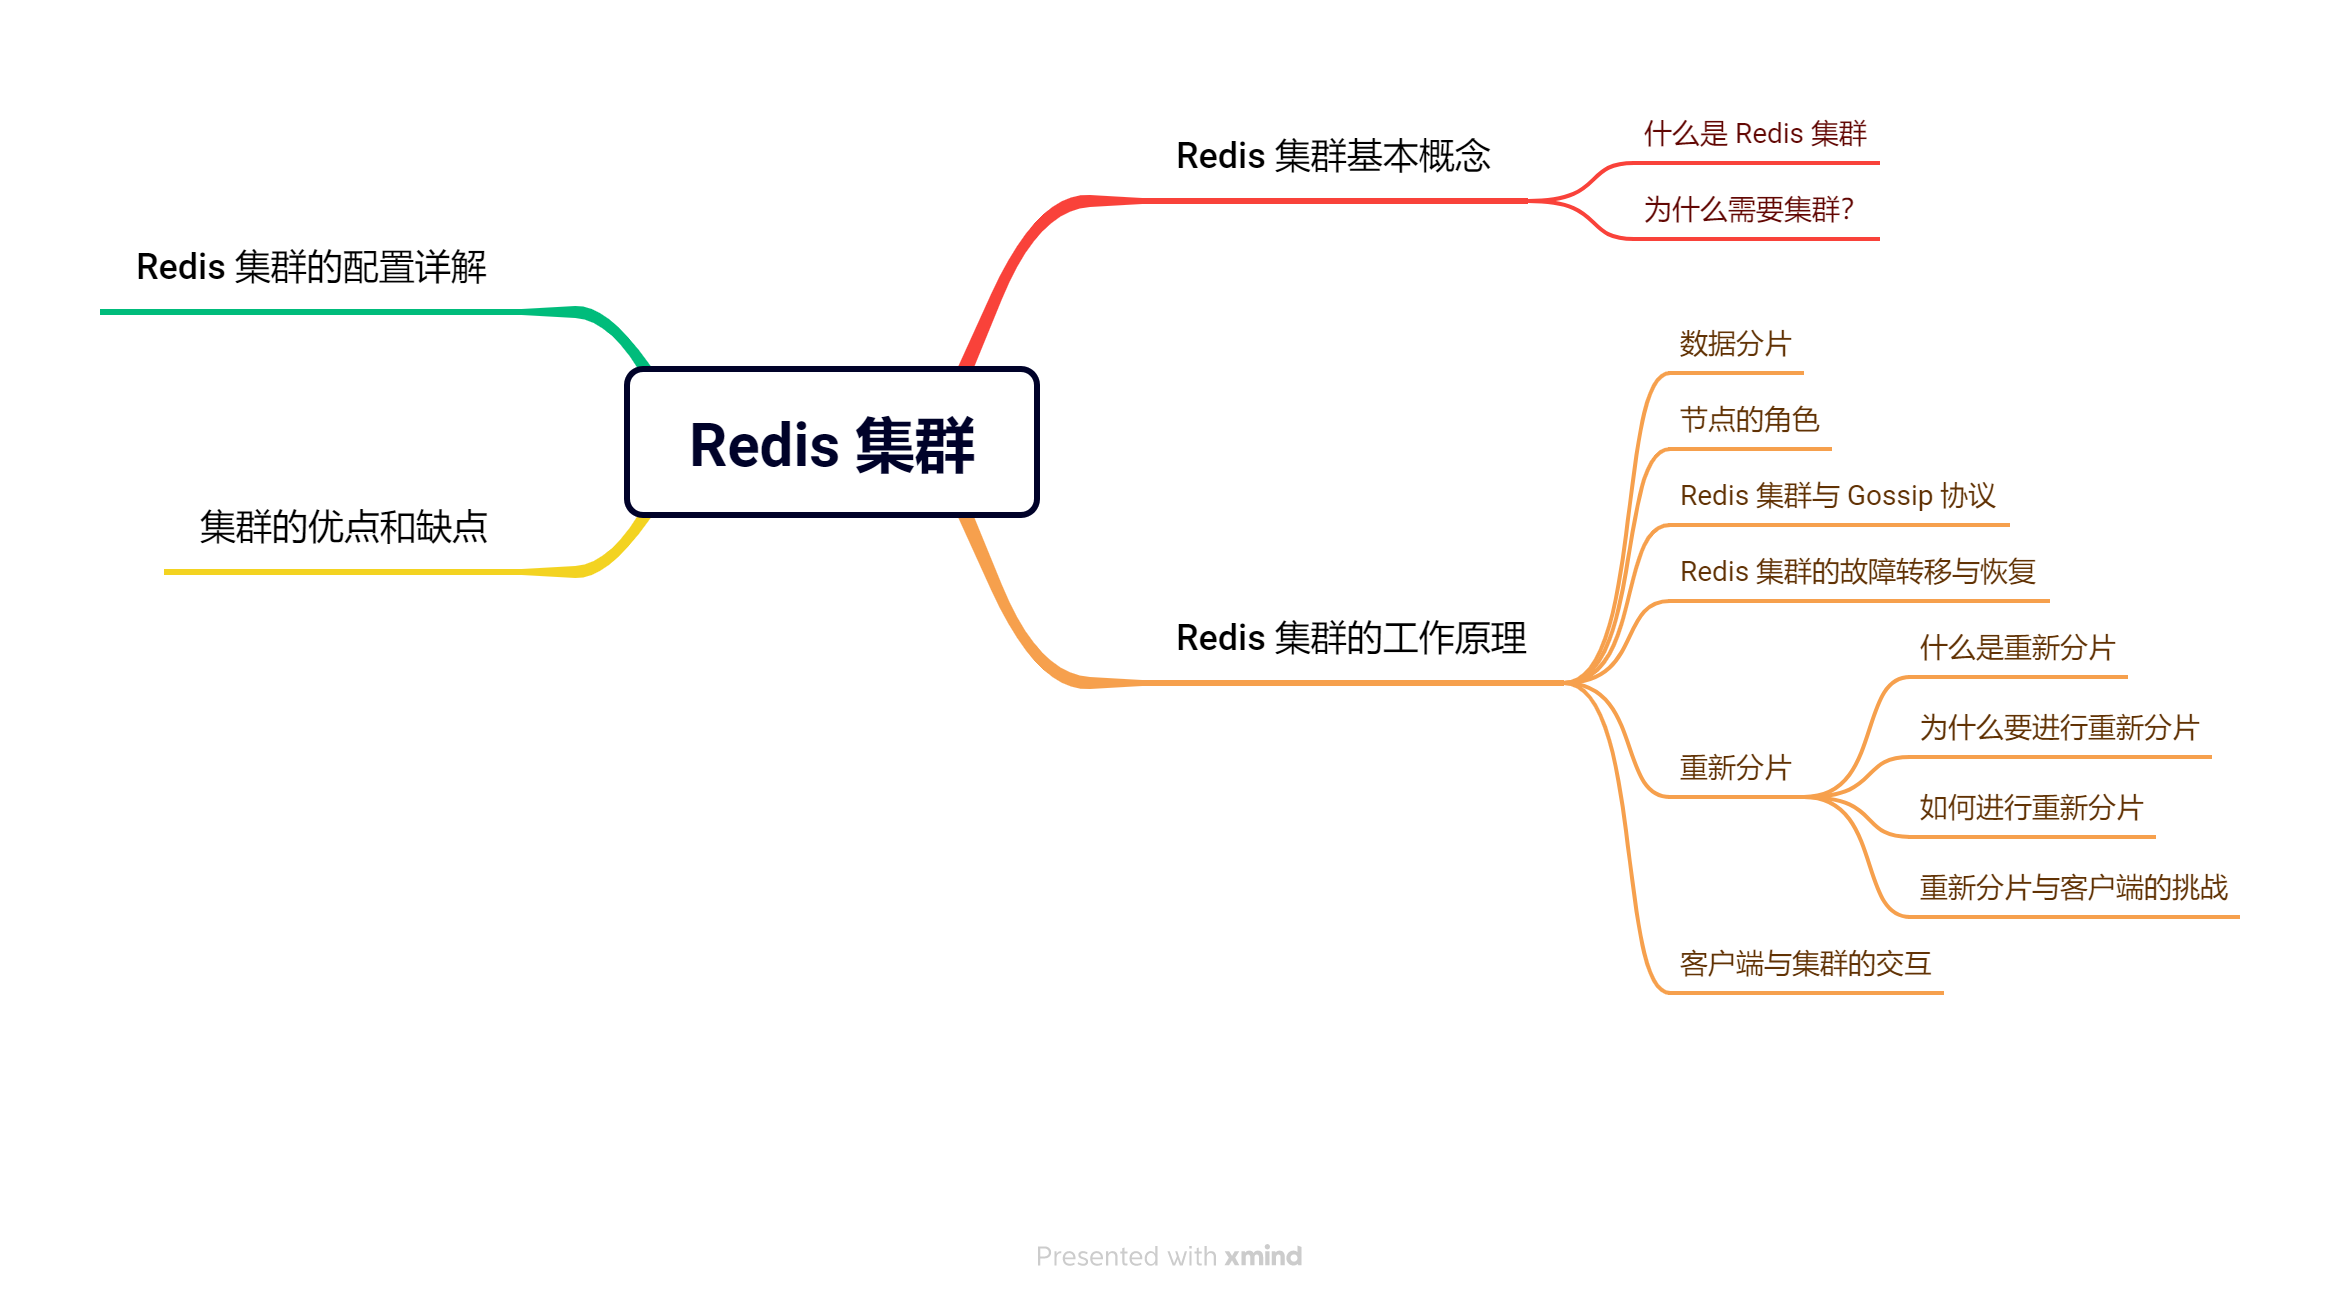 Redis 集群
Redis 集群基本概念
什么是 Redis 集群
为什么需要集群?
Redis 集群的工作原理
数据分片
节点的角色
Redis 集群与 Gossip 协议
Redis 集群的故障转移与恢复
重新分片
什么是重新分片
为什么要进行重新分片
如何进行重新分片
重新分片与客户端的挑战
客户端与集群的交互
Redis 集群的配置详解
集群的优点和缺点
Presented with xmind